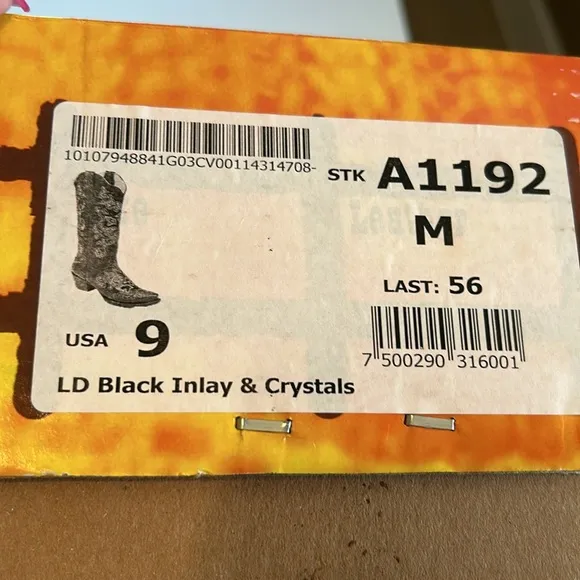 10107948841G03CV00114314708-
STK A1192
M
LAST: 56
USA 9
7 500290 316001
LD Black Inlay & Crystals